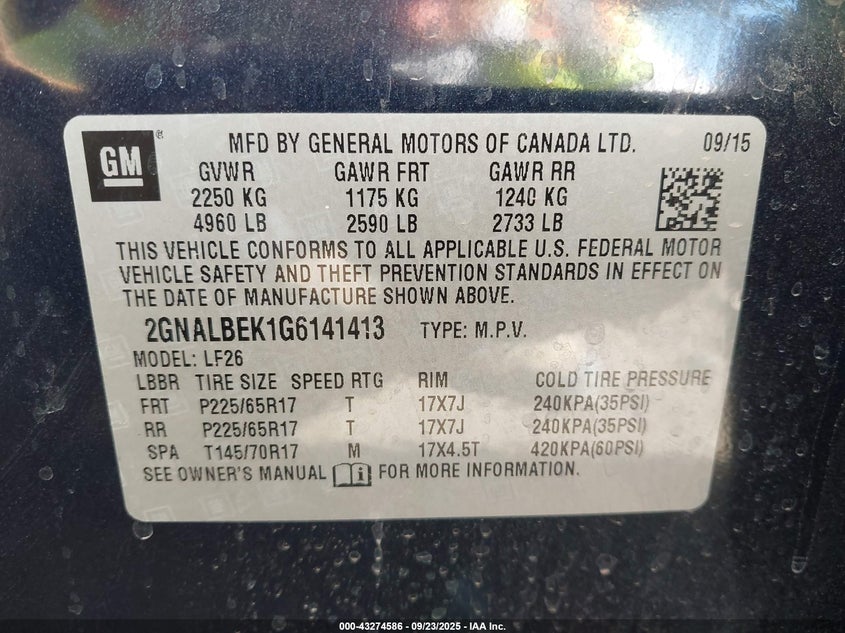 GM ®
MFD BY GENERAL MOTORS OF CANADA LTD. 09/15
GVWR GAWR FRT GAWR RR
2250 KG 1175 KG 1240 KG
4960 LB 2590 LB 2733 LB
THIS VEHICLE CONFORMS TO ALL APPLICABLE U.S. FEDERAL MOTOR
VEHICLE SAFETY AND THEFT PREVENTION STANDARDS IN EFFECT ON
THE DATE OF MANUFACTURE SHOWN ABOVE.
2GNALBEK1G6141413 TYPE: M.P.V.
MODEL: LF26
LBBR TIRE SIZE SPEED RTG RIM COLD TIRE PRESSURE
FRT P225/65R17 T 17X7J 240KPA(35PSI)
RR P225/65R17 T 17X7J 240KPA(35PSI)
SPA T145/70R17 M 17X4.5T 420KPA(60PSI)
SEE OWNER'S MANUAL i FOR MORE INFORMATION.
000-43274586 - 09/23/2025 - IAA Inc.